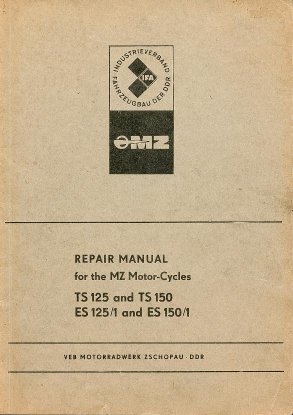 INDUSTRIEVERBAND
FAHRZEUGBAU DER DDR
IFA
MZ
REPAIR MANUAL
for the MZ Motor-Cycles
TS 125 and TS 150
ES 125/1 and ES 150/1
VEB MOTORRADWERK ZSCHOPAU · DDR